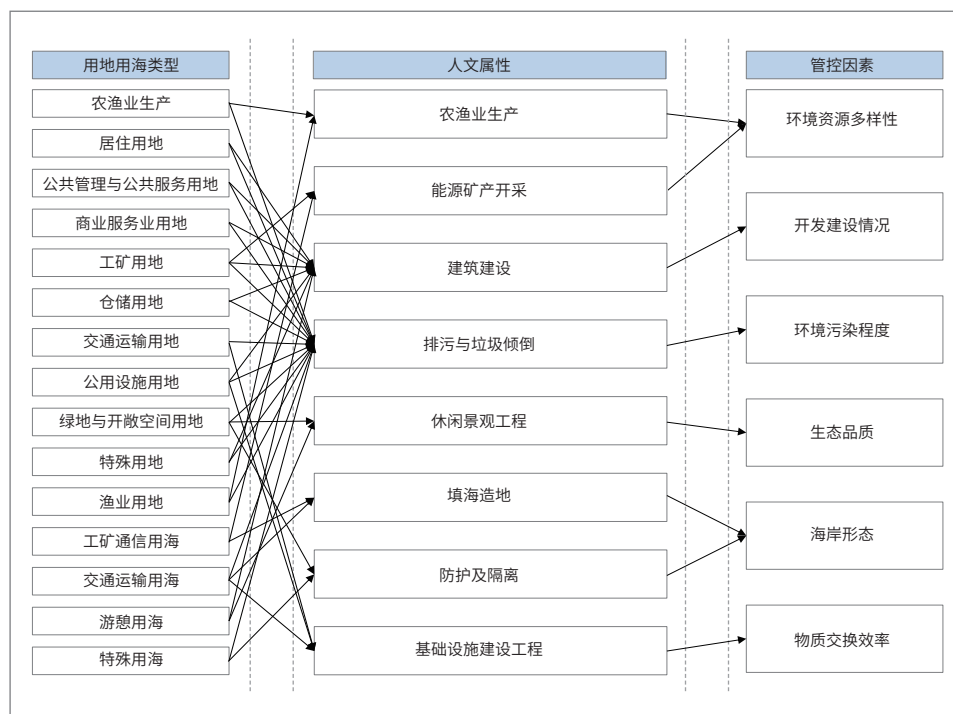 用地用海类型
农渔业生产
居住用地
公共管理与公共服务用地
商业服务业用地
工矿用地
仓储用地
交通运输用地
公用设施用地
绿地与开敞空间用地
特殊用地
渔业用地
工矿通信用海
交通运输用海
游憩用海
特殊用海
人文属性
农渔业生产
能源矿产开采
建筑建设
排污与垃圾倾倒
休闲景观工程
填海造地
防护及隔离
基础设施建设工程
管控因素
环境资源多样性
开发建设情况
环境污染程度
生态品质
海岸形态
物质交换效率